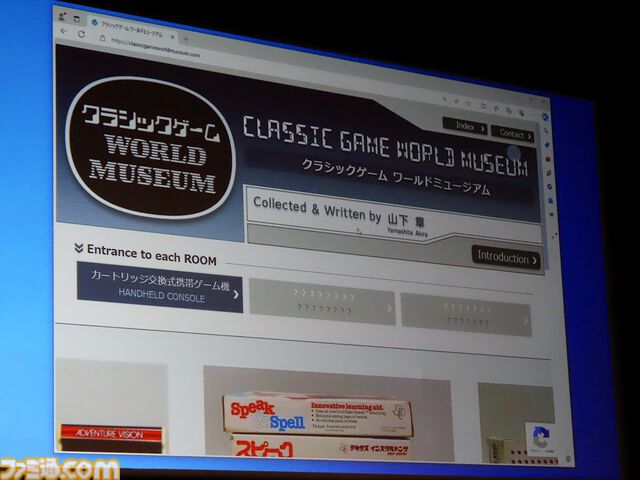 クラシックゲーム ワールドミュージアム
https://classicgameworldmuseum.com
クラシックゲーム
WORLD
MUSEUM
CLASSIC GAME WORLD MUSEUM
クラシックゲーム ワールドミュージアム
Index
Contact
Collected & Written by 山下 章
Yamashita Akira
Introduction
Entrance to each ROOM
カートリッジ交換式携帯ゲーム機
HANDHELD CONSOLE
????????
????????
???????
???????
ADVENTURE VISION
Speak & Spell
Innovative learning aid.
TEXAS INSTRUMENTS
スピーク
テキサス インスツルメンツ
ファミ通.com